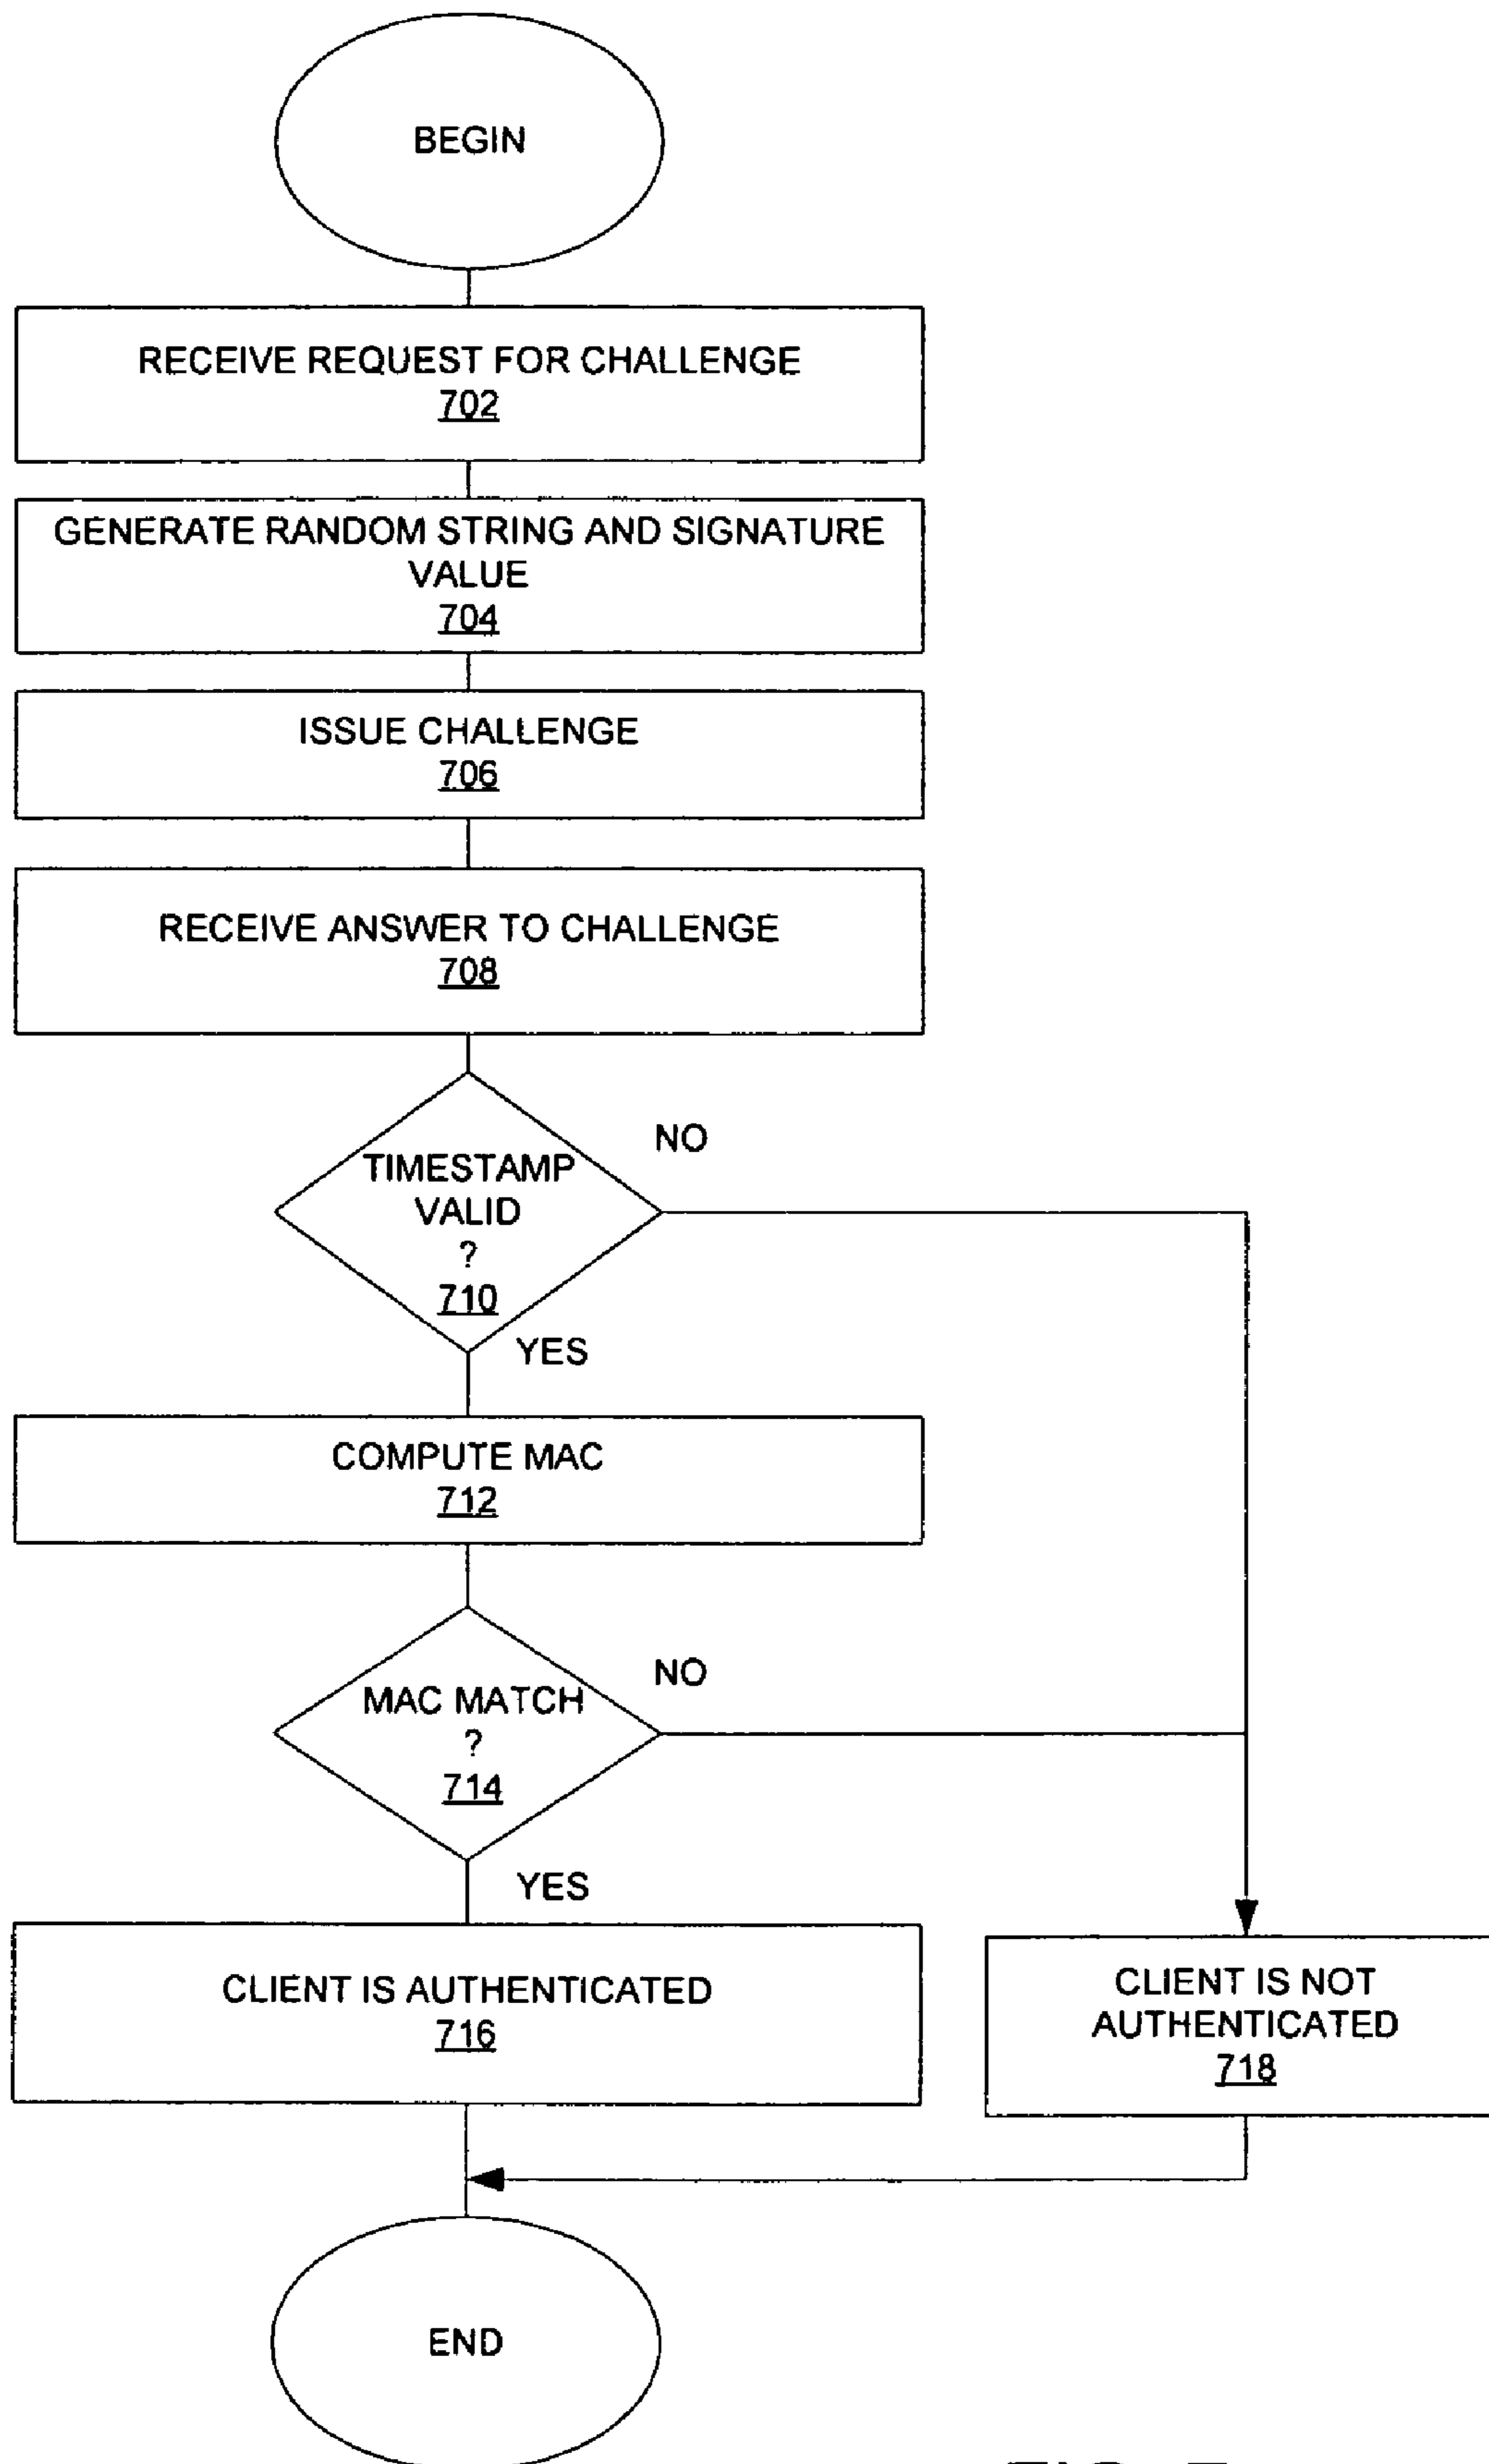 BEGIN
RECEIVE REQUEST FOR CHALLENGE
702
GENERATE RANDOM STRING AND SIGNATURE
VALUE
704
ISSUE CHALLENGE
706
RECEIVE ANSWER TO CHALLENGE
708
NO
TIMESTAMP
VALID
?
710
YES
COMPUTE MAC
712
NO
MAC MATCH
?
714
YES
CLIENT IS AUTHENTICATED
716
CLIENT IS NOT
AUTHENTICATED
718
END